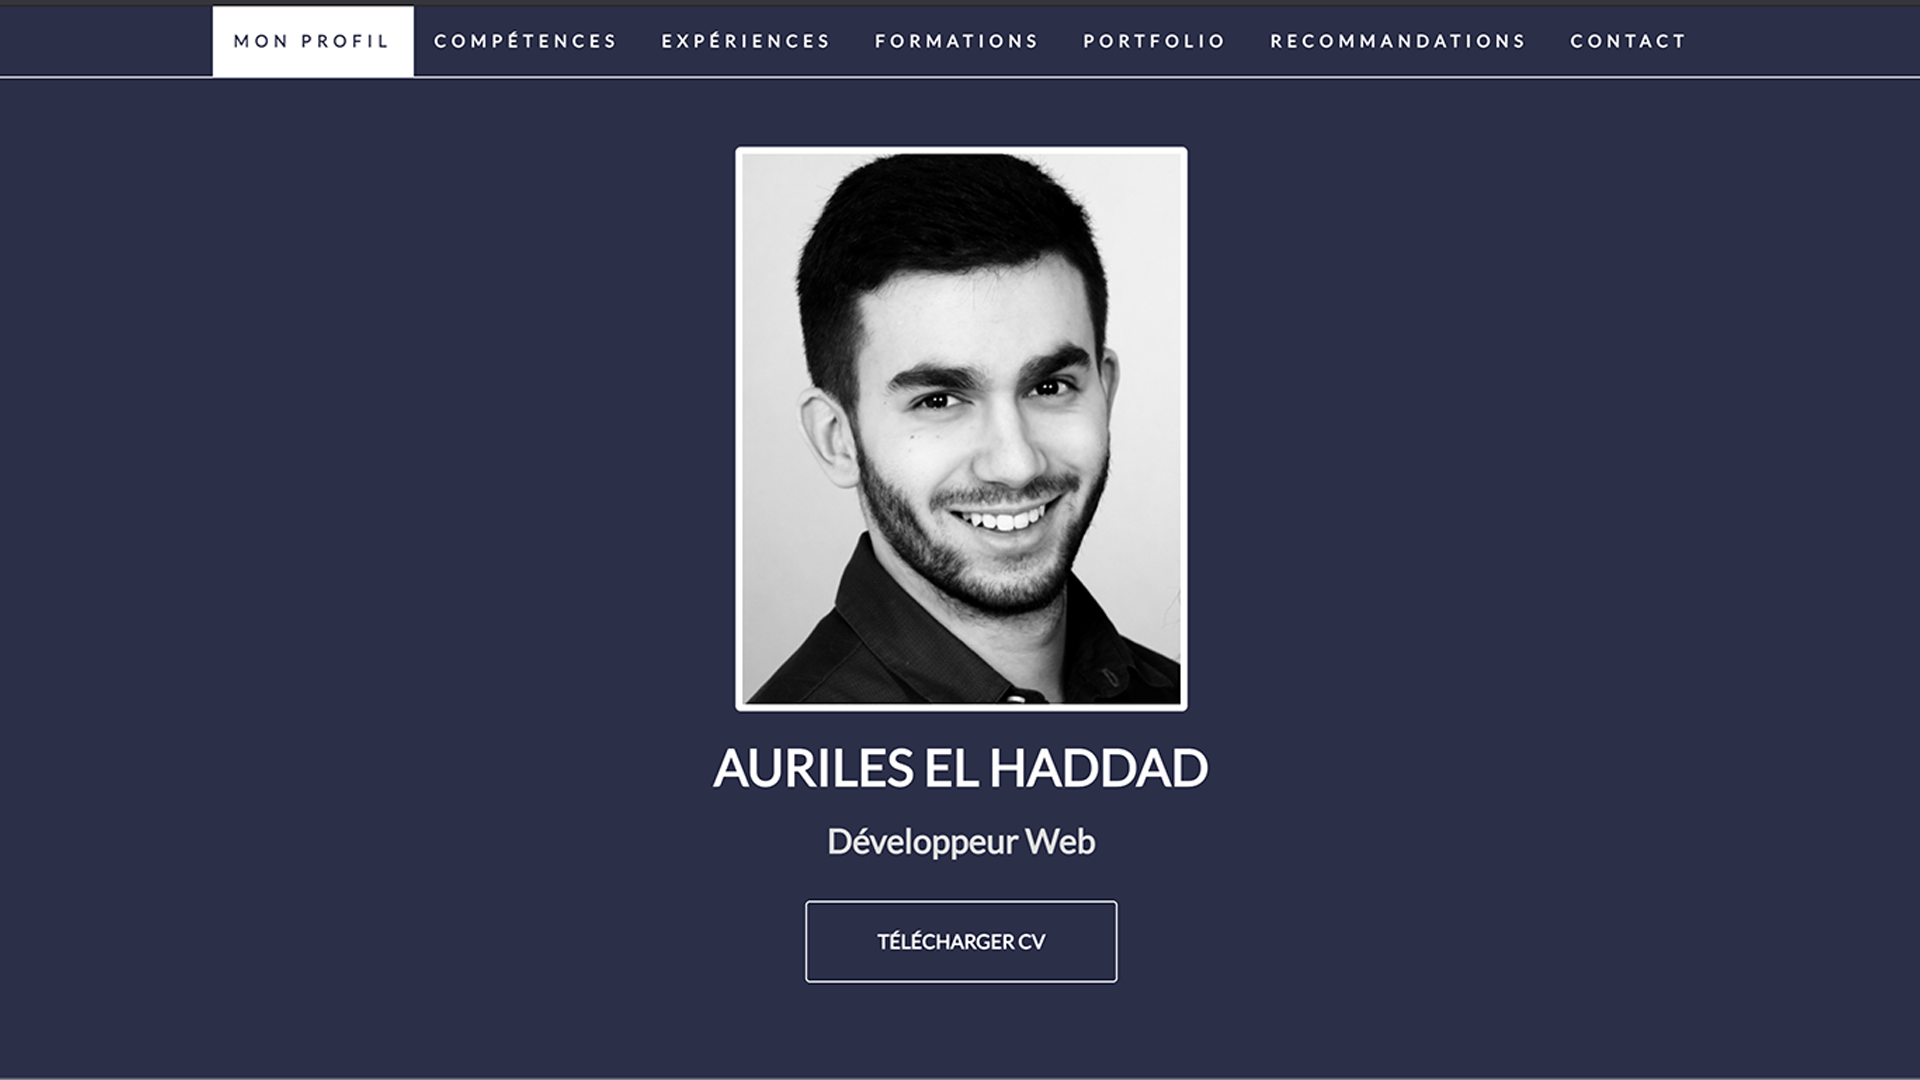 MON PROFIL COMPÉTENCES EXPÉRIENCES FORMATIONS PORTFOLIO RECOMMANDATIONS CONTACT
AURILES EL HADDAD
Développeur Web
TÉLÉCHARGER CV